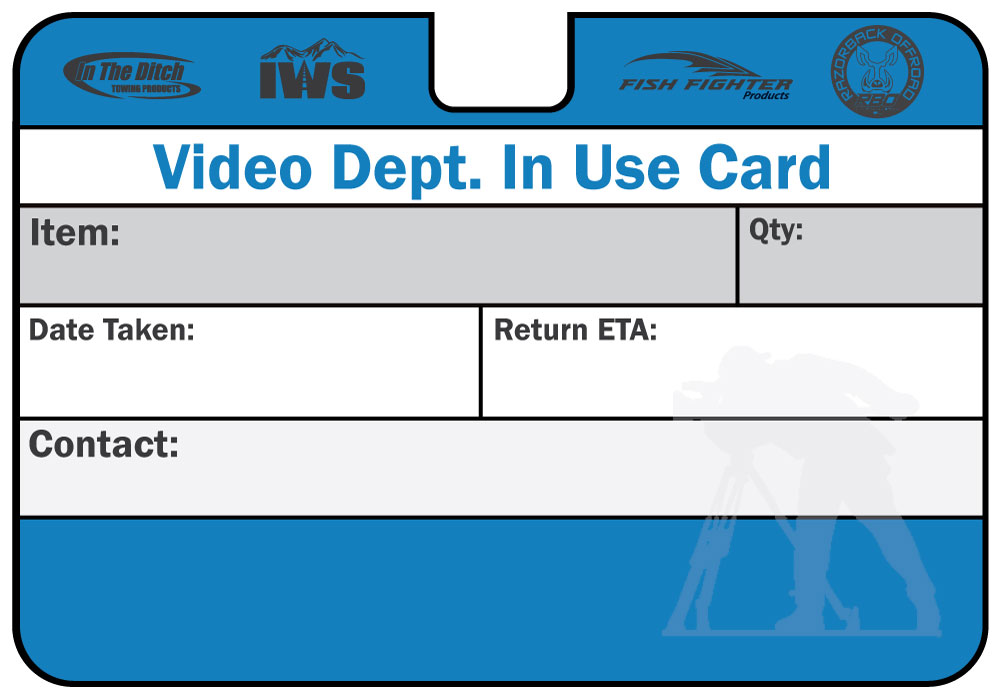 In The Ditch
TOWING PRODUCTS
IWS
FISH FIGHTER
Products
RAZORBACK OFFROAD
RBO
Video Dept. In Use Card
Item:
Qty:
Date Taken:
Return ETA:
Contact: